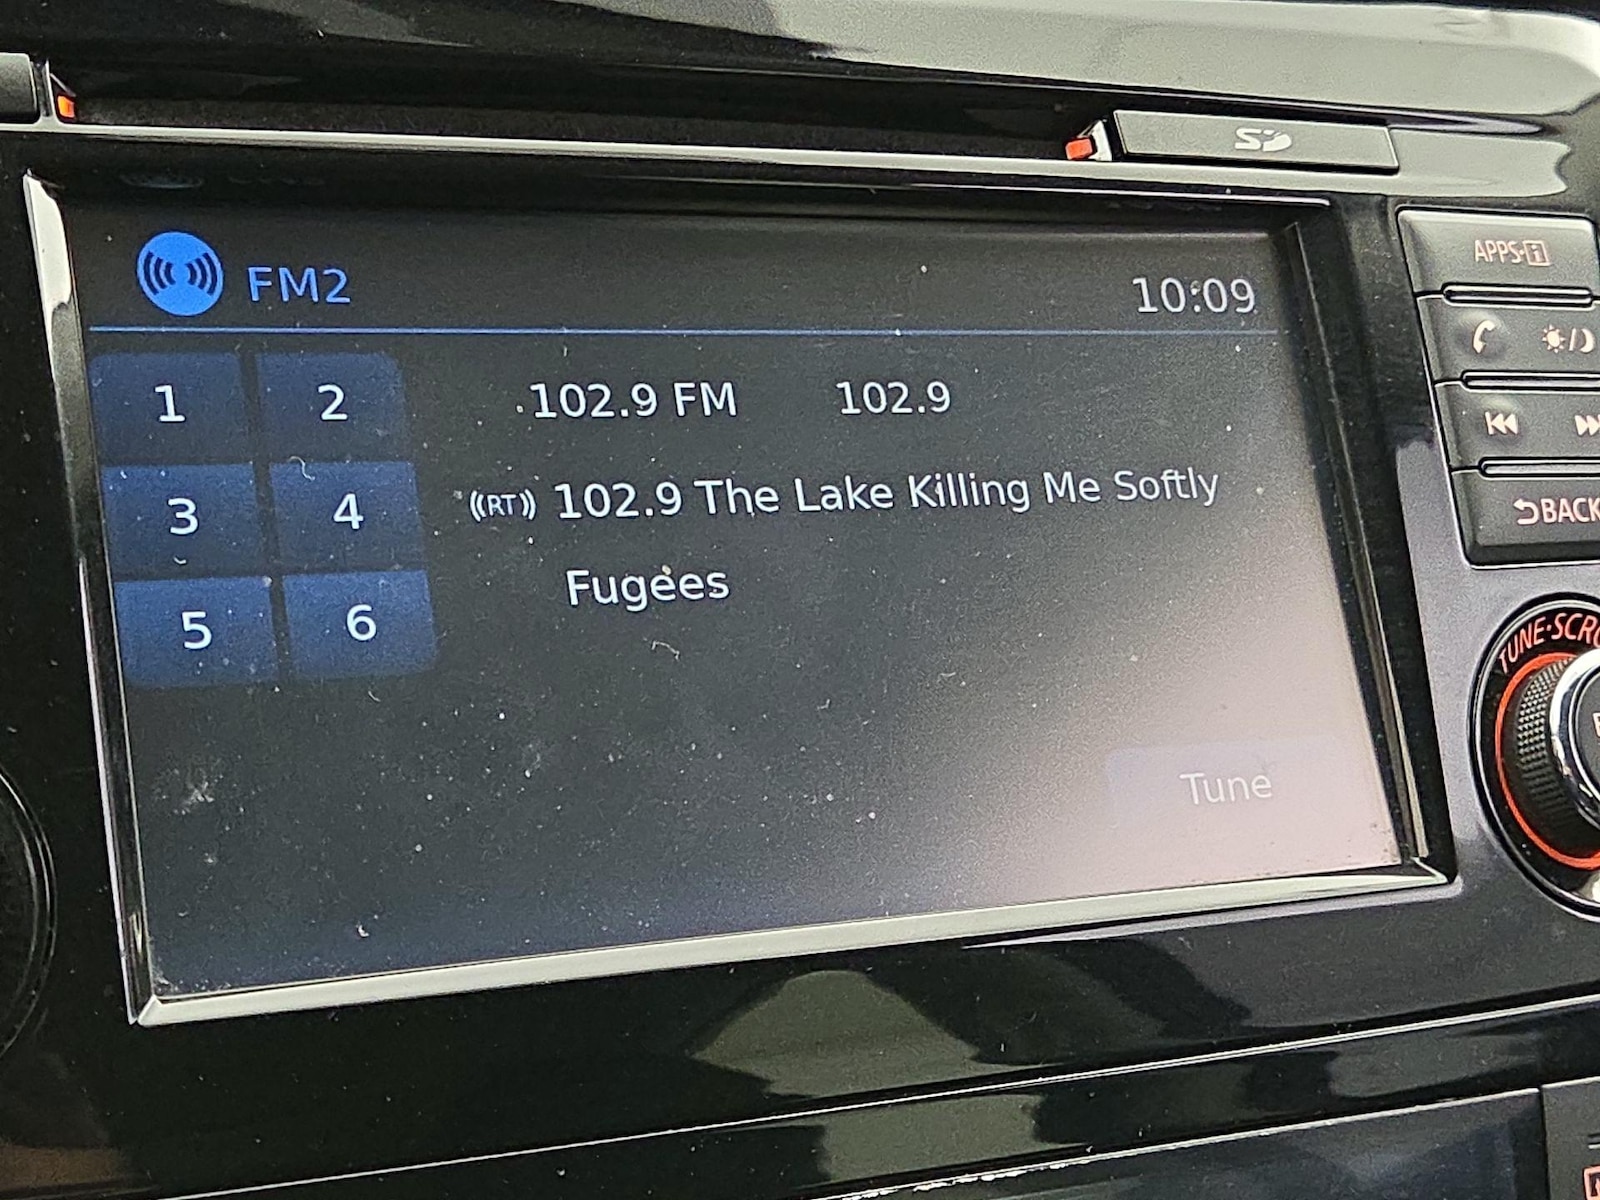 SD
APPS·i
FM2
10:09
1 2
102.9 FM 102.9
3 4
((RT)) 102.9 The Lake Killing Me Softly
BACK
Fugees
5 6
TUNE·SCRO
Tune